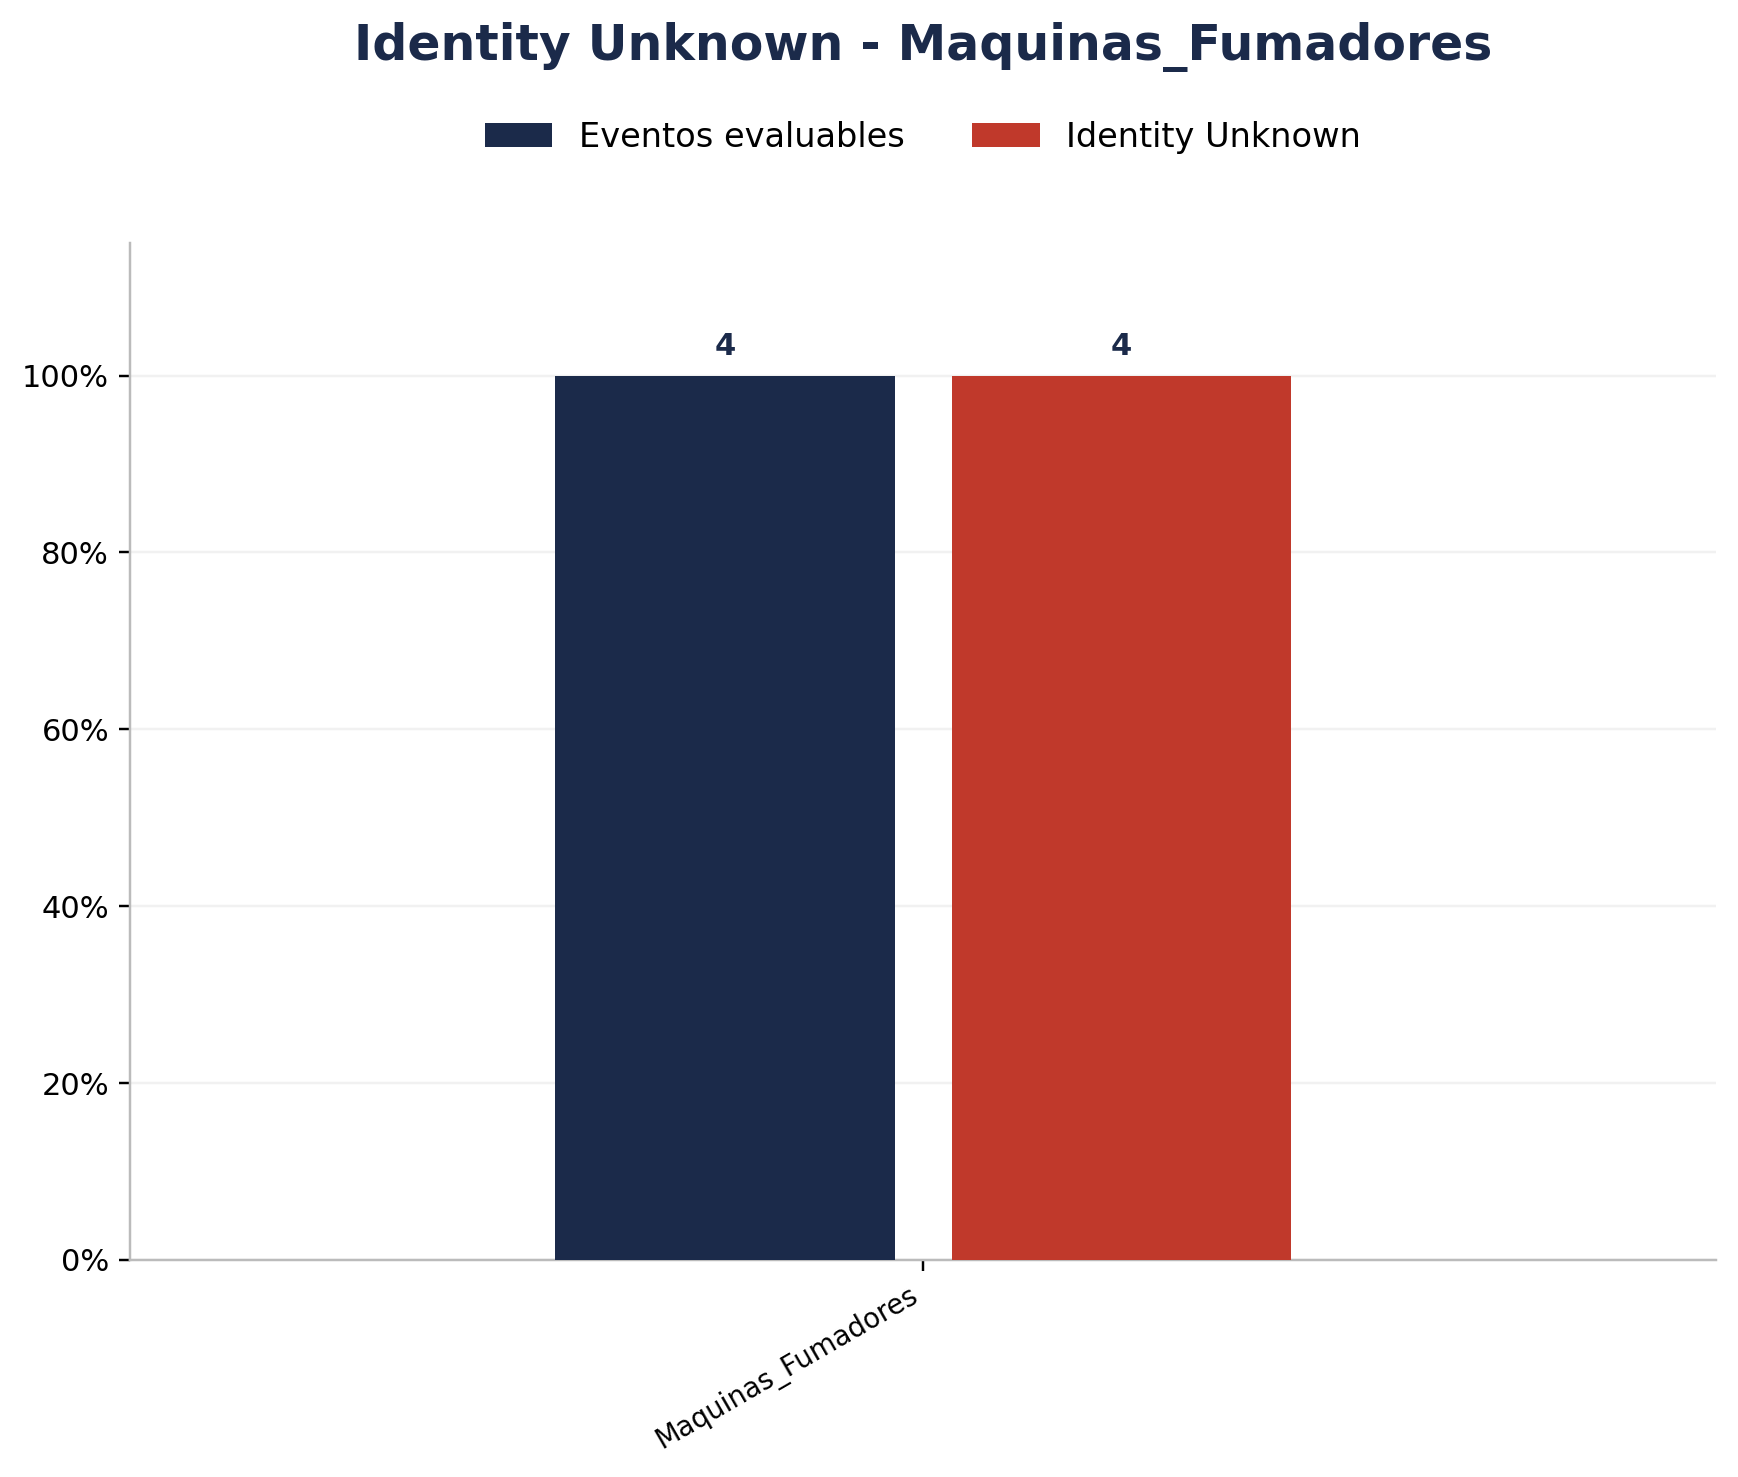 Identity Unknown - Maquinas_Fumadores
Eventos evaluables
Identity Unknown
4
4
100%
80%
60%
40%
20%
0%
Maquinas_Fumadores